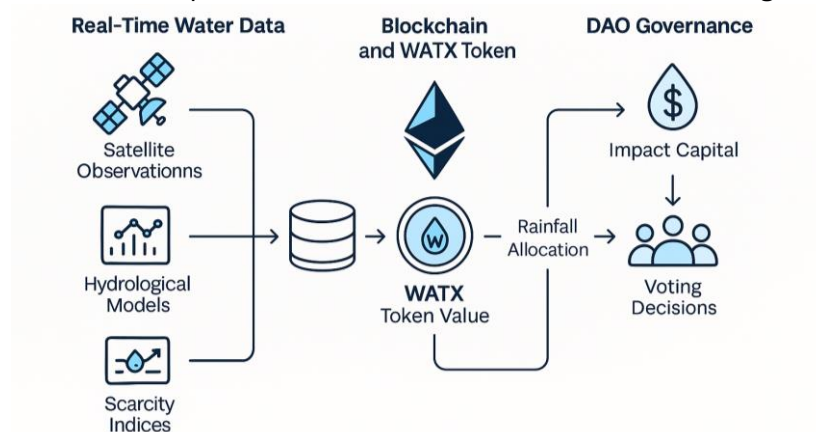 Real-Time Water Data
Blockchain
and WATX Token
DAO Governance
Satellite
Observationns
Hydrological
Models
Scarcity
Indices
W
WATX
Token Value
Rainfall
Allocation
$
Impact Capital
Voting
Decisions